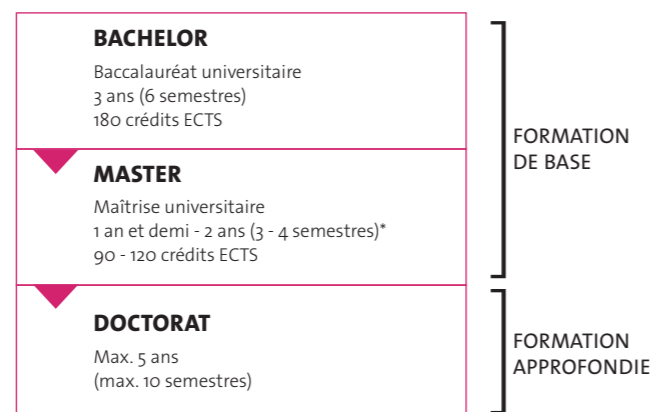 BACHELOR
Baccalauréat universitaire
3 ans (6 semestres)
180 crédits ECTS
FORMATION
DE BASE
MASTER
Maîtrise universitaire
1 an et demi - 2 ans (3 - 4 semestres)*
90 - 120 crédits ECTS
DOCTORAT
Max. 5 ans
(max. 10 semestres)
FORMATION
APPROFONDIE